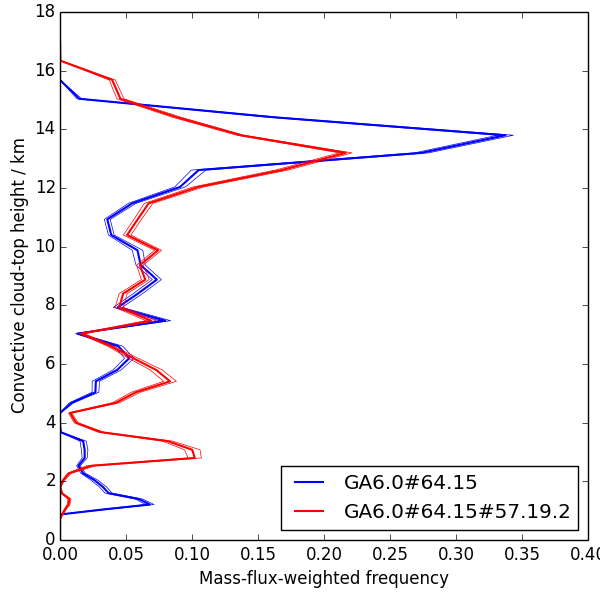 18
16
14
12
10
8
6
4
2
0
Convective cloud-top height / km
GA6.0#64.15
GA6.0#64.15#57.19.2
0.00 0.05 0.10 0.15 0.20 0.25 0.30 0.35 0.40
Mass-flux-weighted frequency